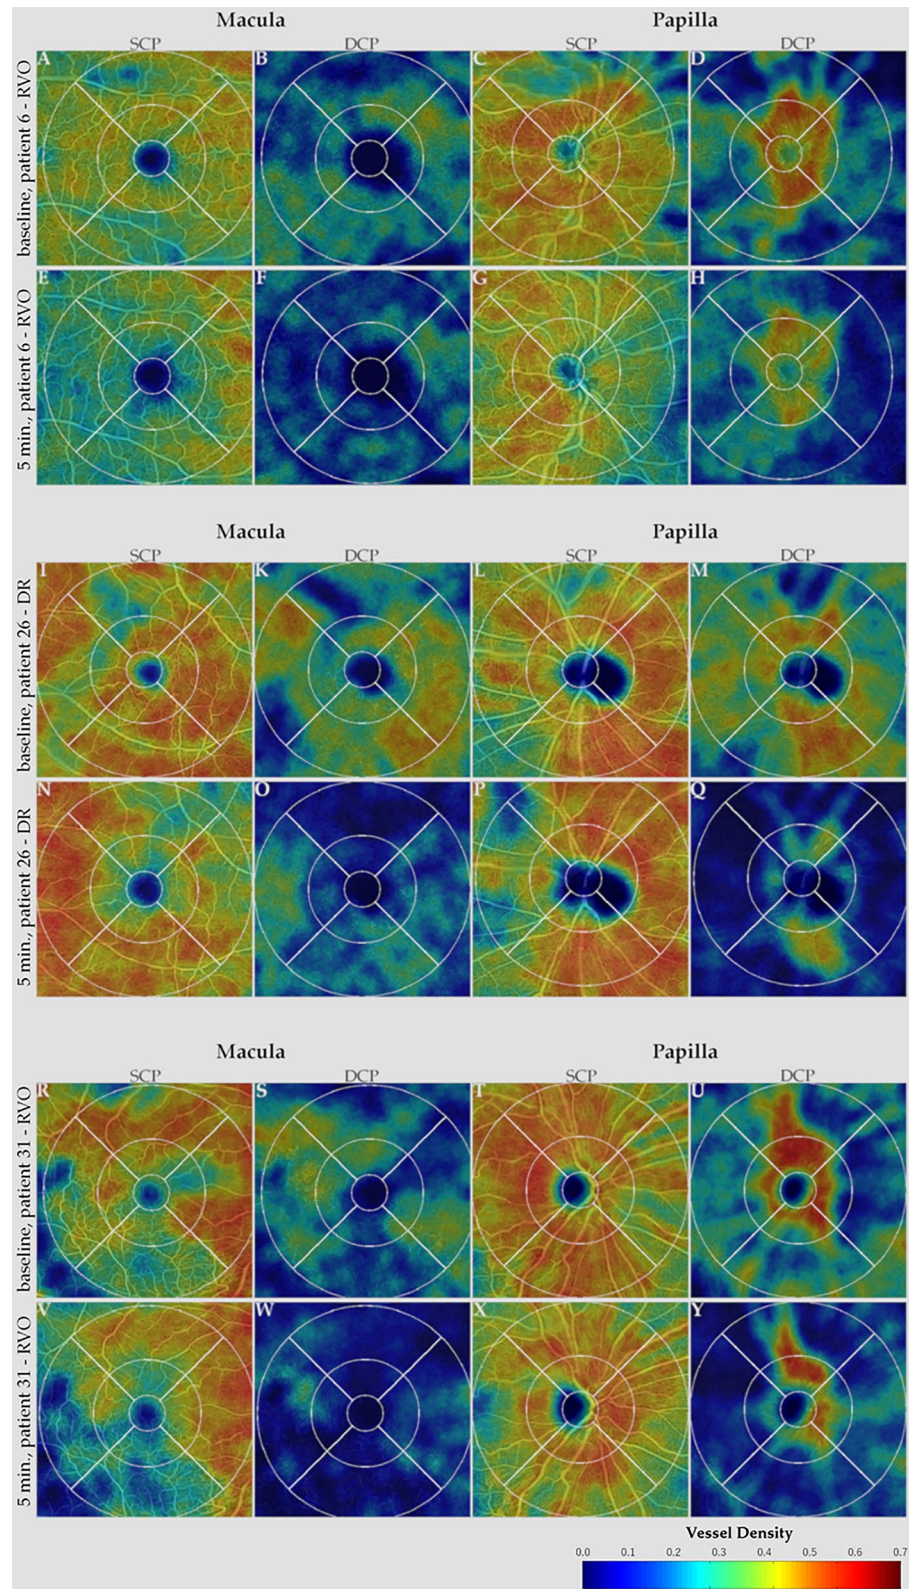 Macula Papilla
SCP DCP SCP DCP
baseline, patient 6 - RVO
A B C D
5 min., patient 6 - RVO
E F G H
Macula Papilla
SCP DCP SCP DCP
baseline, patient 26 - DR
I K L M
5 min., patient 26 - DR
N O P Q
Macula Papilla
SCP DCP SCP DCP
baseline, patient 31 - RVO
R S T U
5 min., patient 31 - RVO
V W X Y
Vessel Density
0.0 0.1 0.2 0.3 0.4 0.5 0.6 0.7